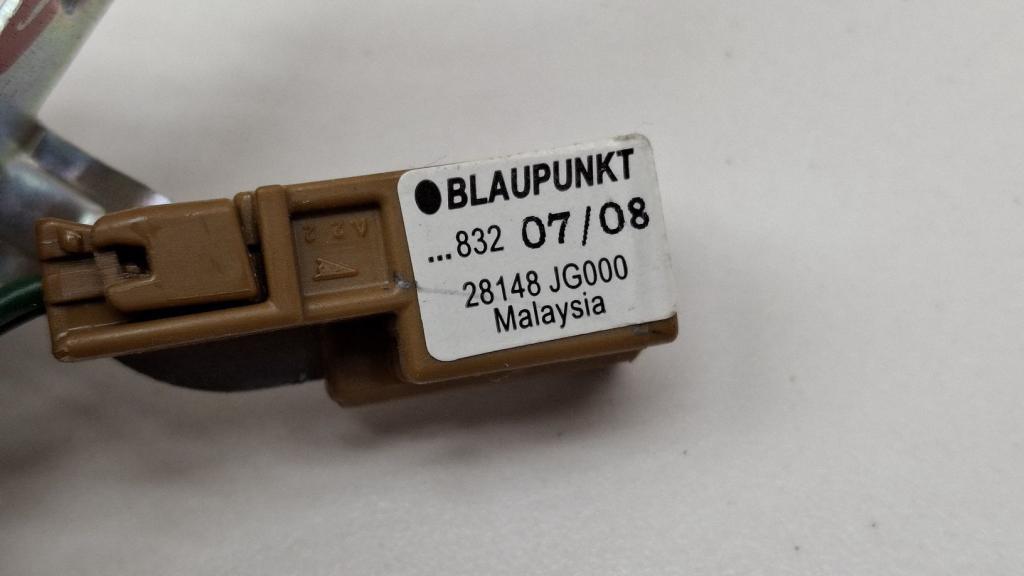 BLAUPUNKT
...832 07/08
28148 JG000
Malaysia